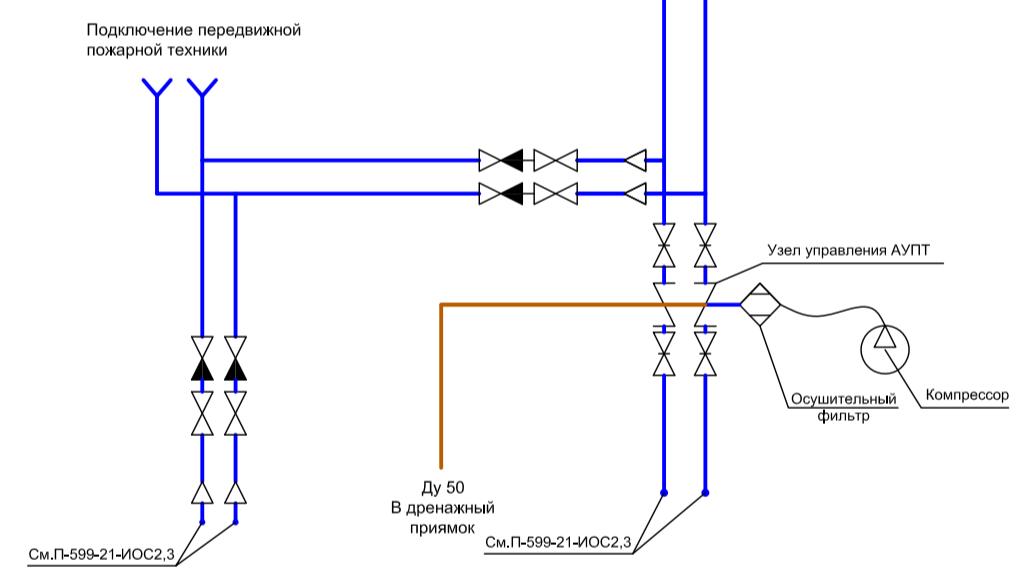 Подключение передвижной
пожарной техники
Узел управления АУПТ
Осушительный
фильтр
Компрессор
Ду 50
В дренажный
приямок
См.П-599-21-ИОС2,3
См.П-599-21-ИОС2,3